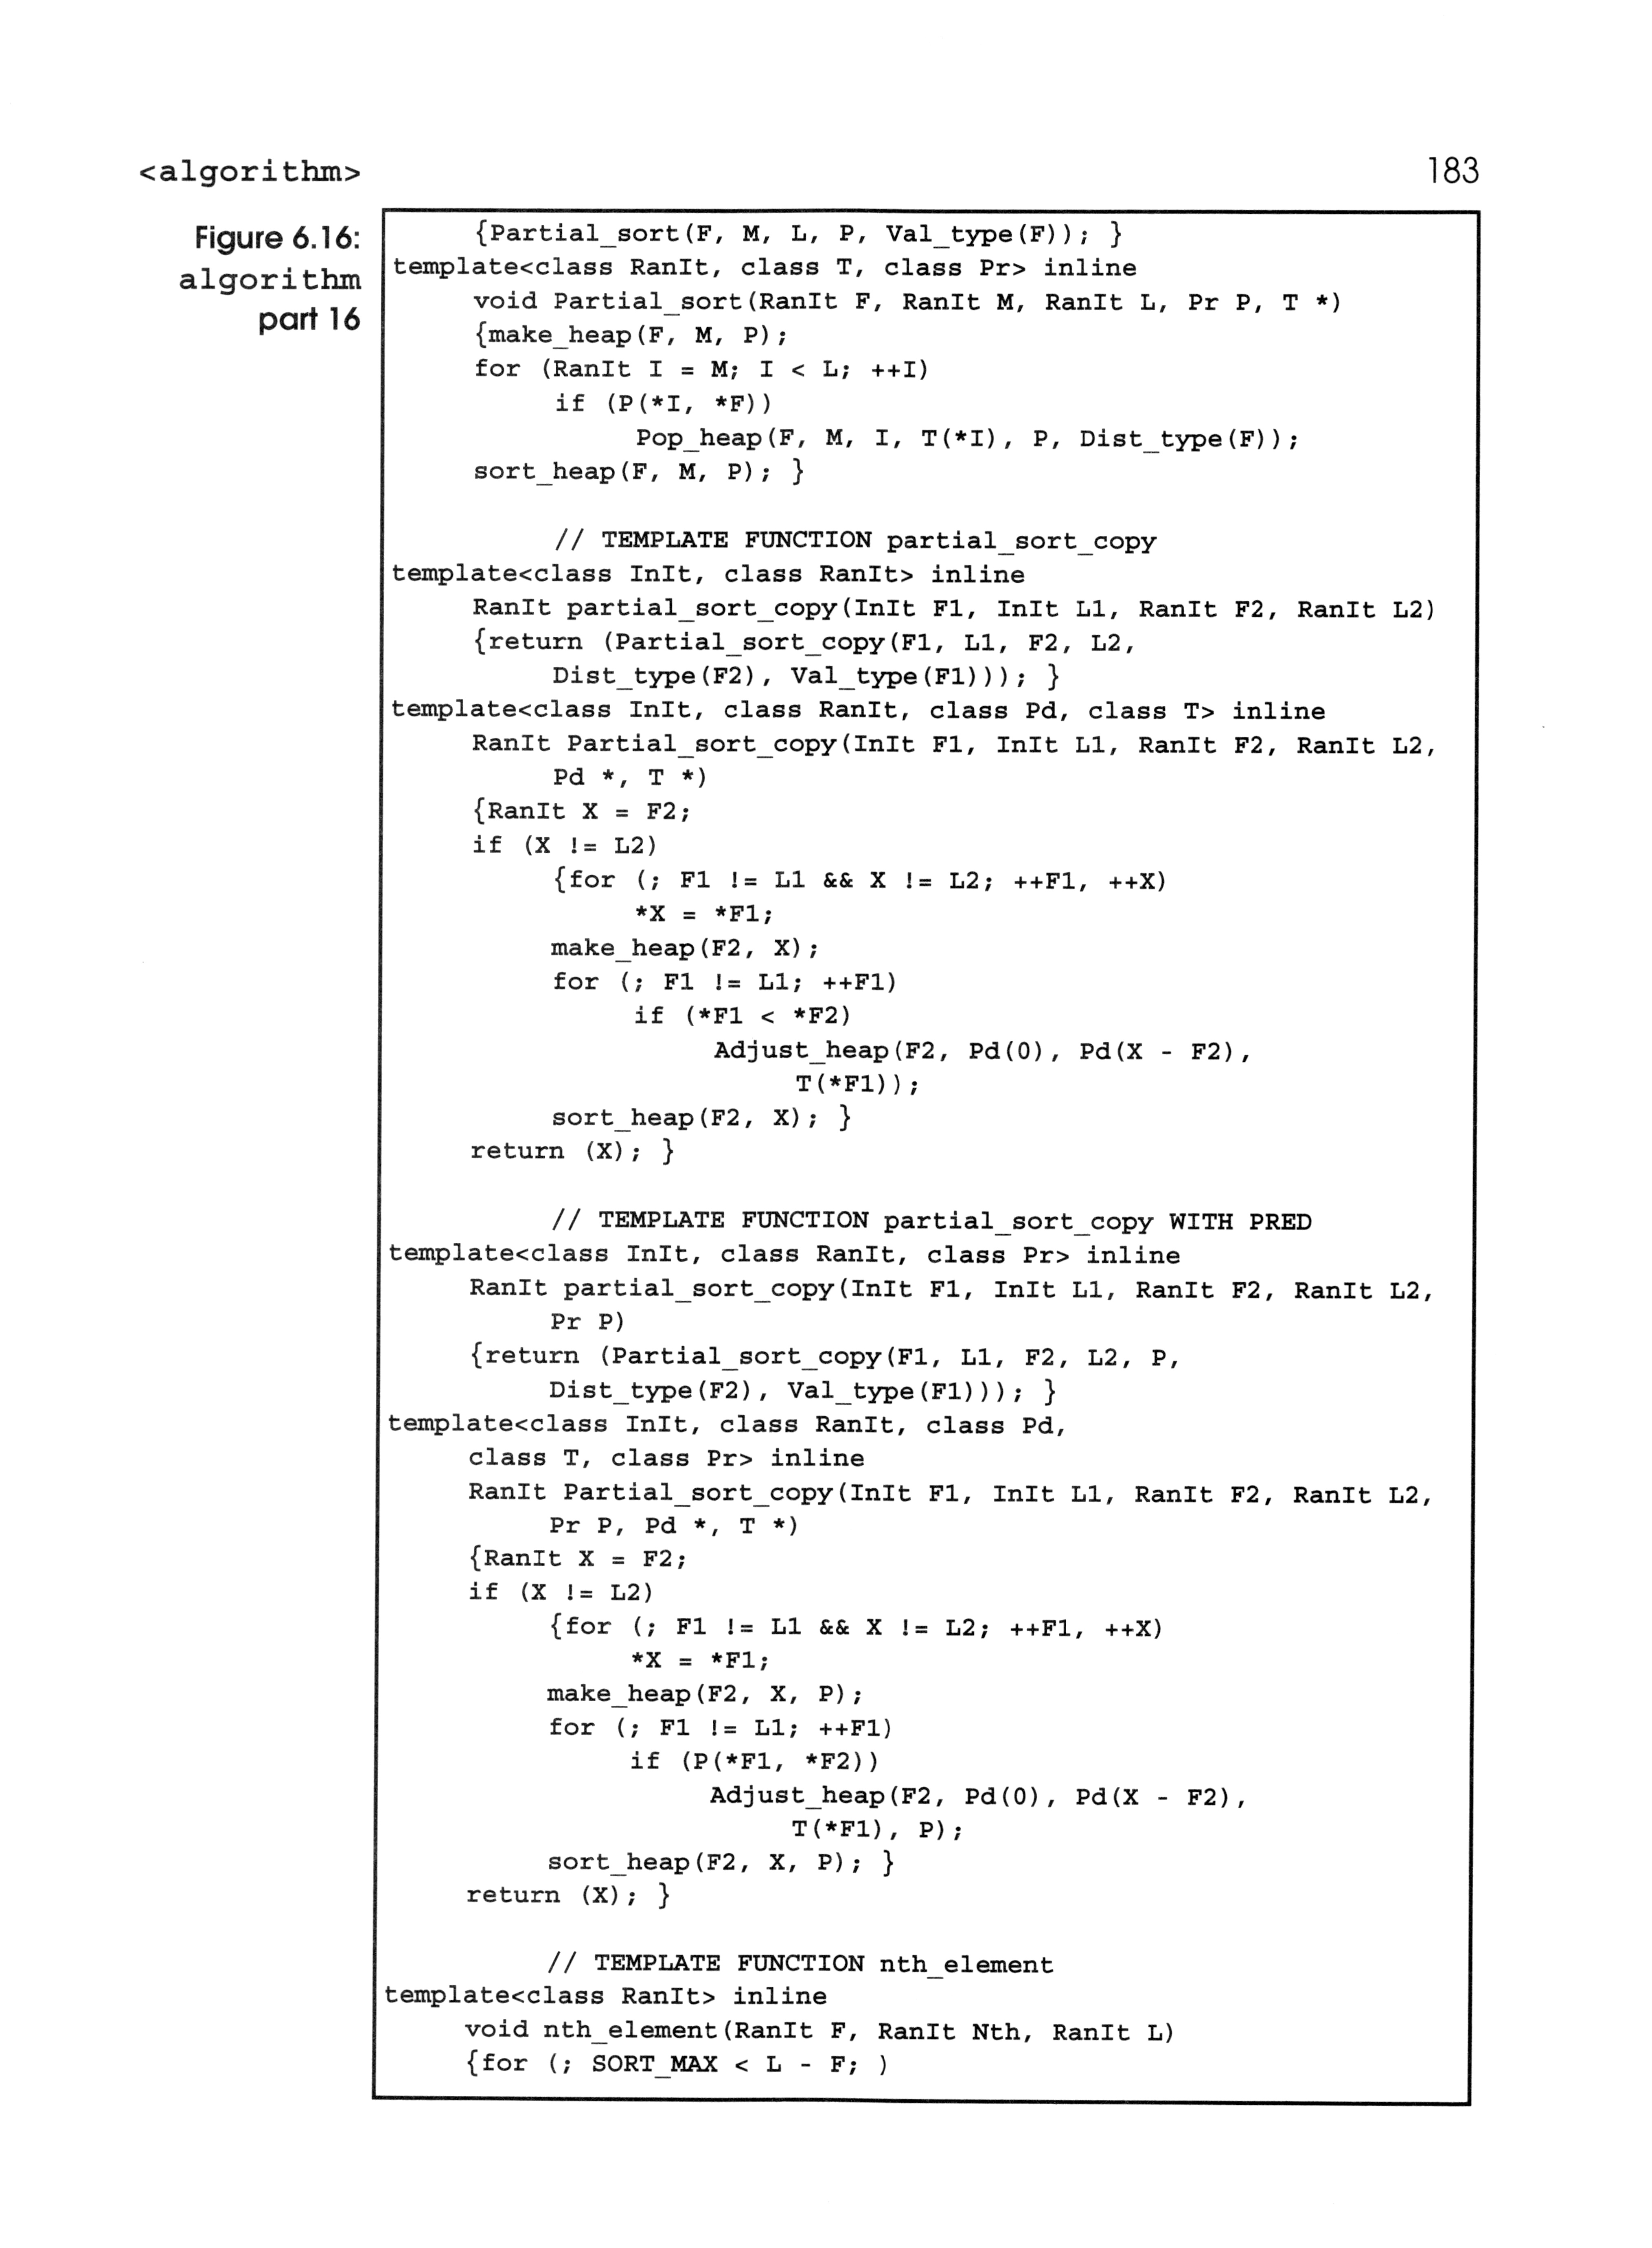 <algorithm> 183
Figure 6.16:
algorithm
part 16
{Partial_sort(F, M, L, P, Val_type(F)); }
template<class RanIt, class T, class Pr> inline
void Partial_sort(RanIt F, RanIt M, RanIt L, Pr P, T *)
{make_heap(F, M, P);
for (RanIt I = M; I < L; ++I)
if (P(*I, *F))
Pop_heap(F, M, I, T(*I), P, Dist_type(F));
sort_heap(F, M, P); }
// TEMPLATE FUNCTION partial_sort_copy
template<class InIt, class RanIt> inline
RanIt partial_sort_copy(InIt F1, InIt L1, RanIt F2, RanIt L2)
{return (Partial_sort_copy(F1, L1, F2, L2,
Dist_type(F2), Val_type(F1))); }
template<class InIt, class RanIt, class Pd, class T> inline
RanIt Partial_sort_copy(InIt F1, InIt L1, RanIt F2, RanIt L2,
Pd *, T *)
{RanIt X = F2;
if (X != L2)
{for (; F1 != L1 && X != L2; ++F1, ++X)
*X = *F1;
make_heap(F2, X);
for (; F1 != L1; ++F1)
if (*F1 < *F2)
Adjust_heap(F2, Pd(0), Pd(X - F2),
T(*F1));
sort_heap(F2, X); }
return (X); }
// TEMPLATE FUNCTION partial_sort_copy WITH PRED
template<class InIt, class RanIt, class Pr> inline
RanIt partial_sort_copy(InIt F1, InIt L1, RanIt F2, RanIt L2,
Pr P)
{return (Partial_sort_copy(F1, L1, F2, L2, P,
Dist_type(F2), Val_type(F1))); }
template<class InIt, class RanIt, class Pd,
class T, class Pr> inline
RanIt Partial_sort_copy(InIt F1, InIt L1, RanIt F2, RanIt L2,
Pr P, Pd *, T *)
{RanIt X = F2;
if (X != L2)
{for (; F1 != L1 && X != L2; ++F1, ++X)
*X = *F1;
make_heap(F2, X, P);
for (; F1 != L1; ++F1)
if (P(*F1, *F2))
Adjust_heap(F2, Pd(0), Pd(X - F2),
T(*F1), P);
sort_heap(F2, X, P); }
return (X); }
// TEMPLATE FUNCTION nth_element
template<class RanIt> inline
void nth_element(RanIt F, RanIt Nth, RanIt L)
{for (; SORT_MAX < L - F; )